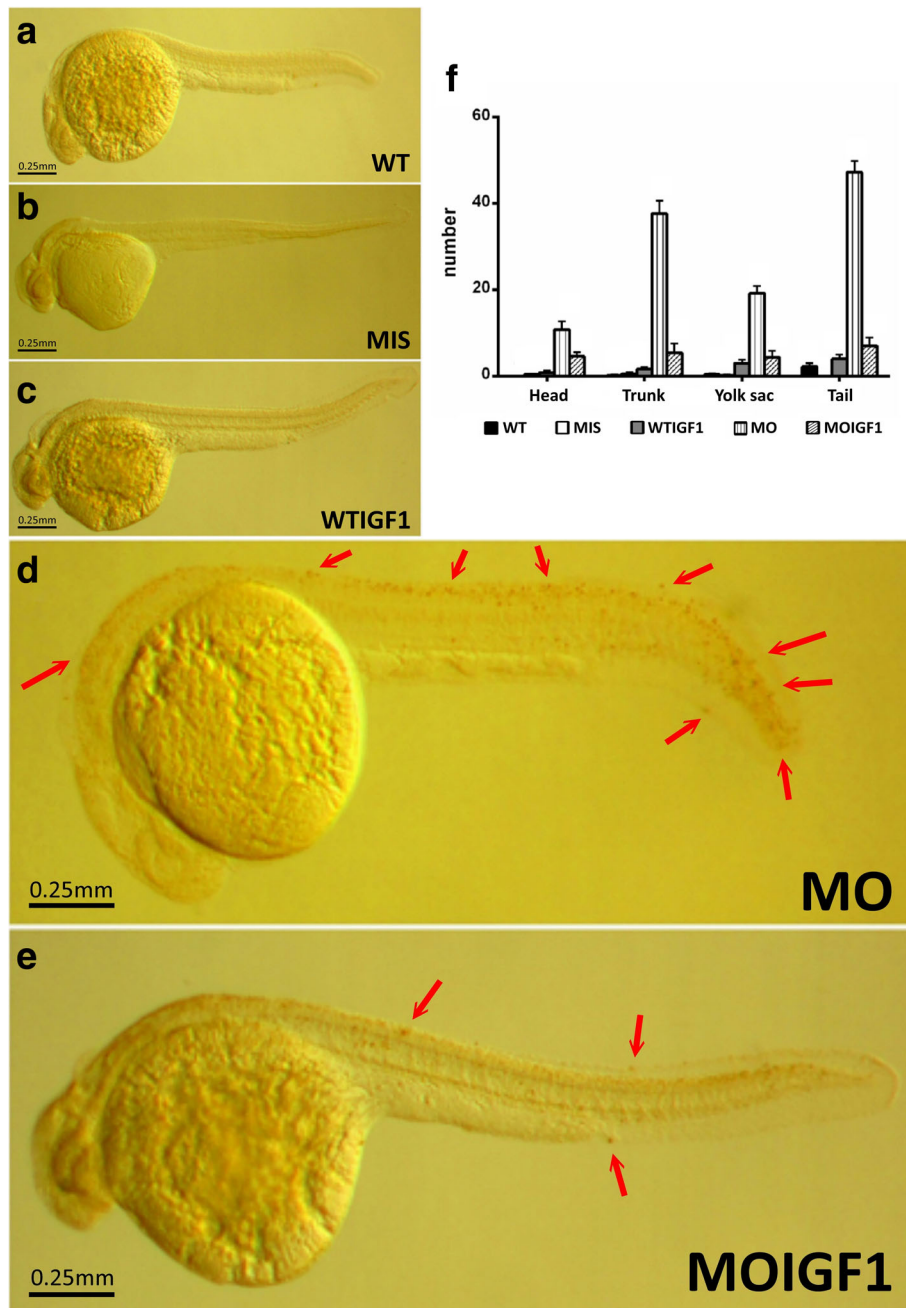 a
0.25mm
WT
b
0.25mm
MIS
c
0.25mm
WTIGF1
f
number
60
40
20
0
Head Trunk Yolk sac Tail
WT MIS WTIGF1 MO MOIGF1
d
0.25mm
MO
e
0.25mm
MOIGF1